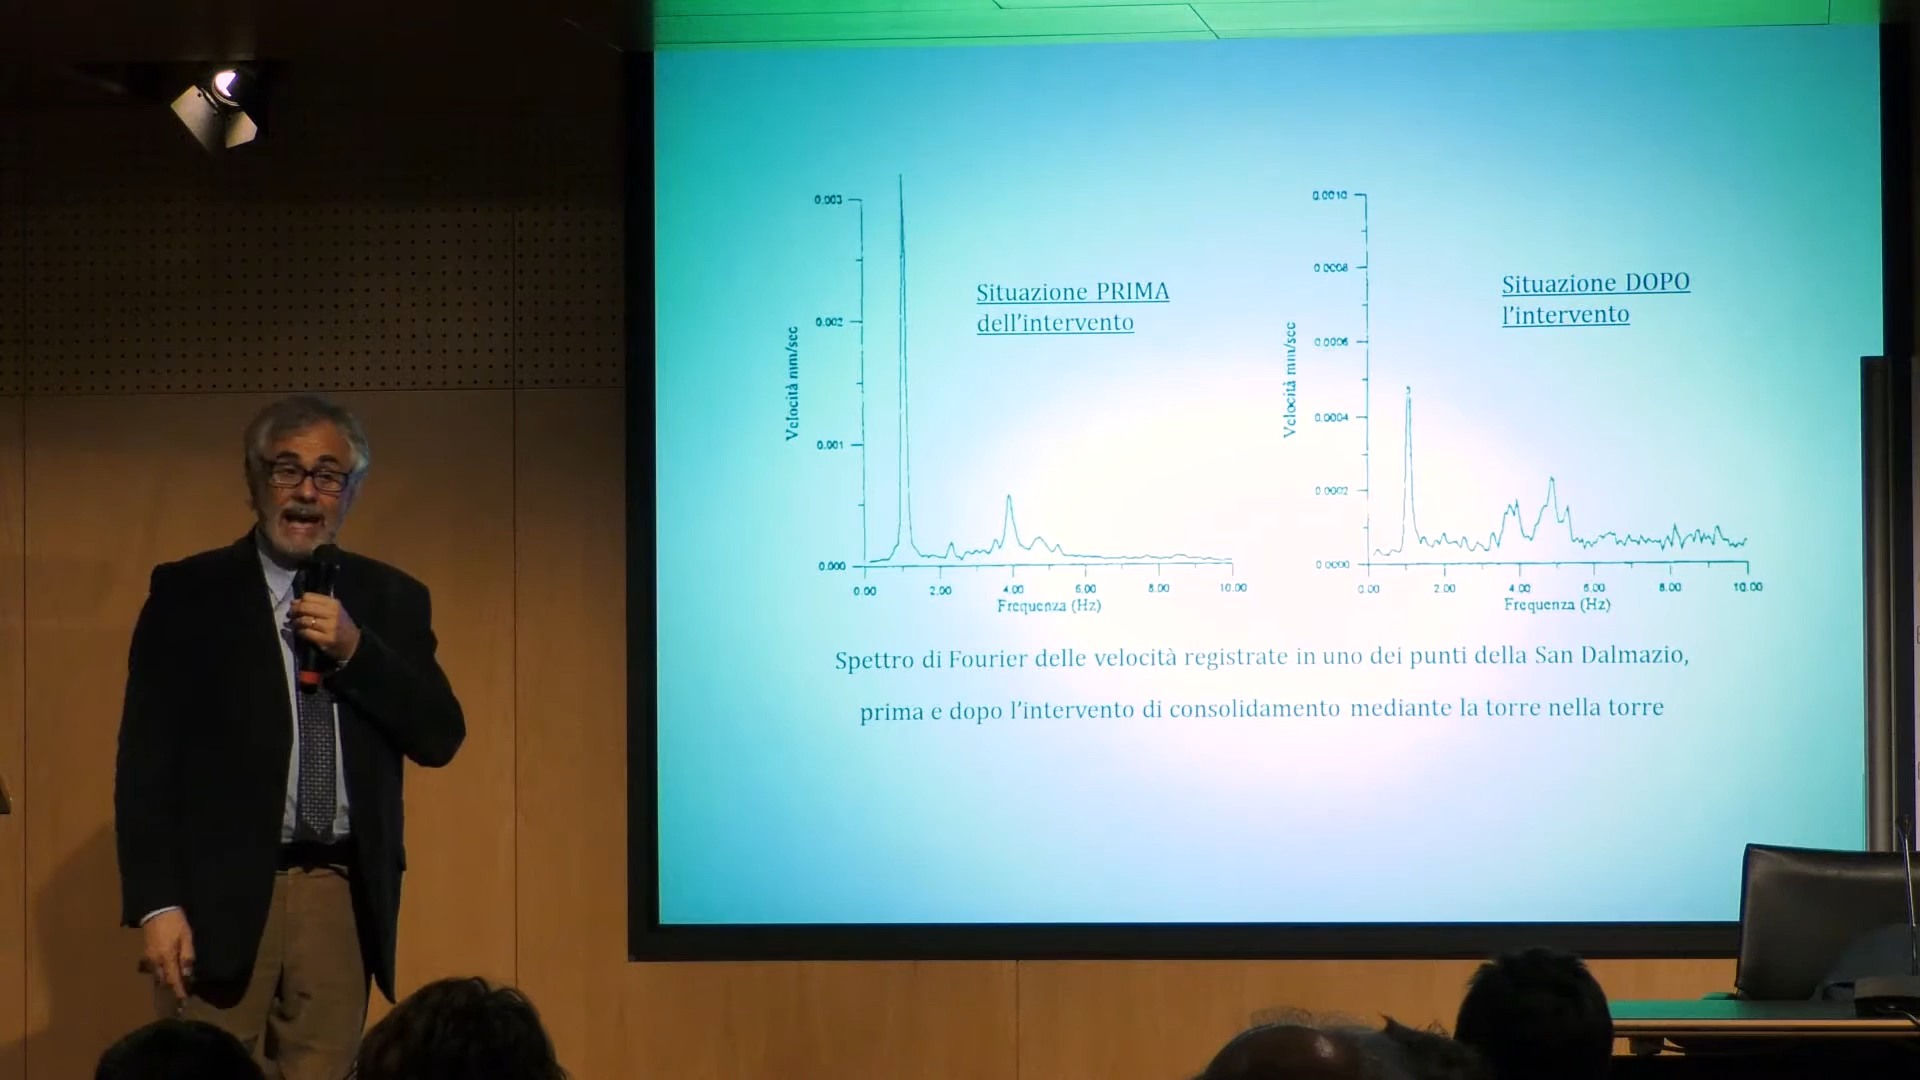 0.003
0.002
0.001
0.000
Velocità mm/sec
Situazione PRIMA
dell'intervento
0.00
2.00
4.00
6.00
8.00
10.00
Frequenza (Hz)
0.0010
0.0008
0.0006
0.0004
0.0002
0.0000
Velocità mm/sec
Situazione DOPO
l'intervento
0.00
2.00
4.00
6.00
8.00
10.00
Frequenza (Hz)
Spettro di Fourier delle velocità registrate in uno dei punti della San Dalmazio,
prima e dopo l'intervento di consolidamento mediante la torre nella torre